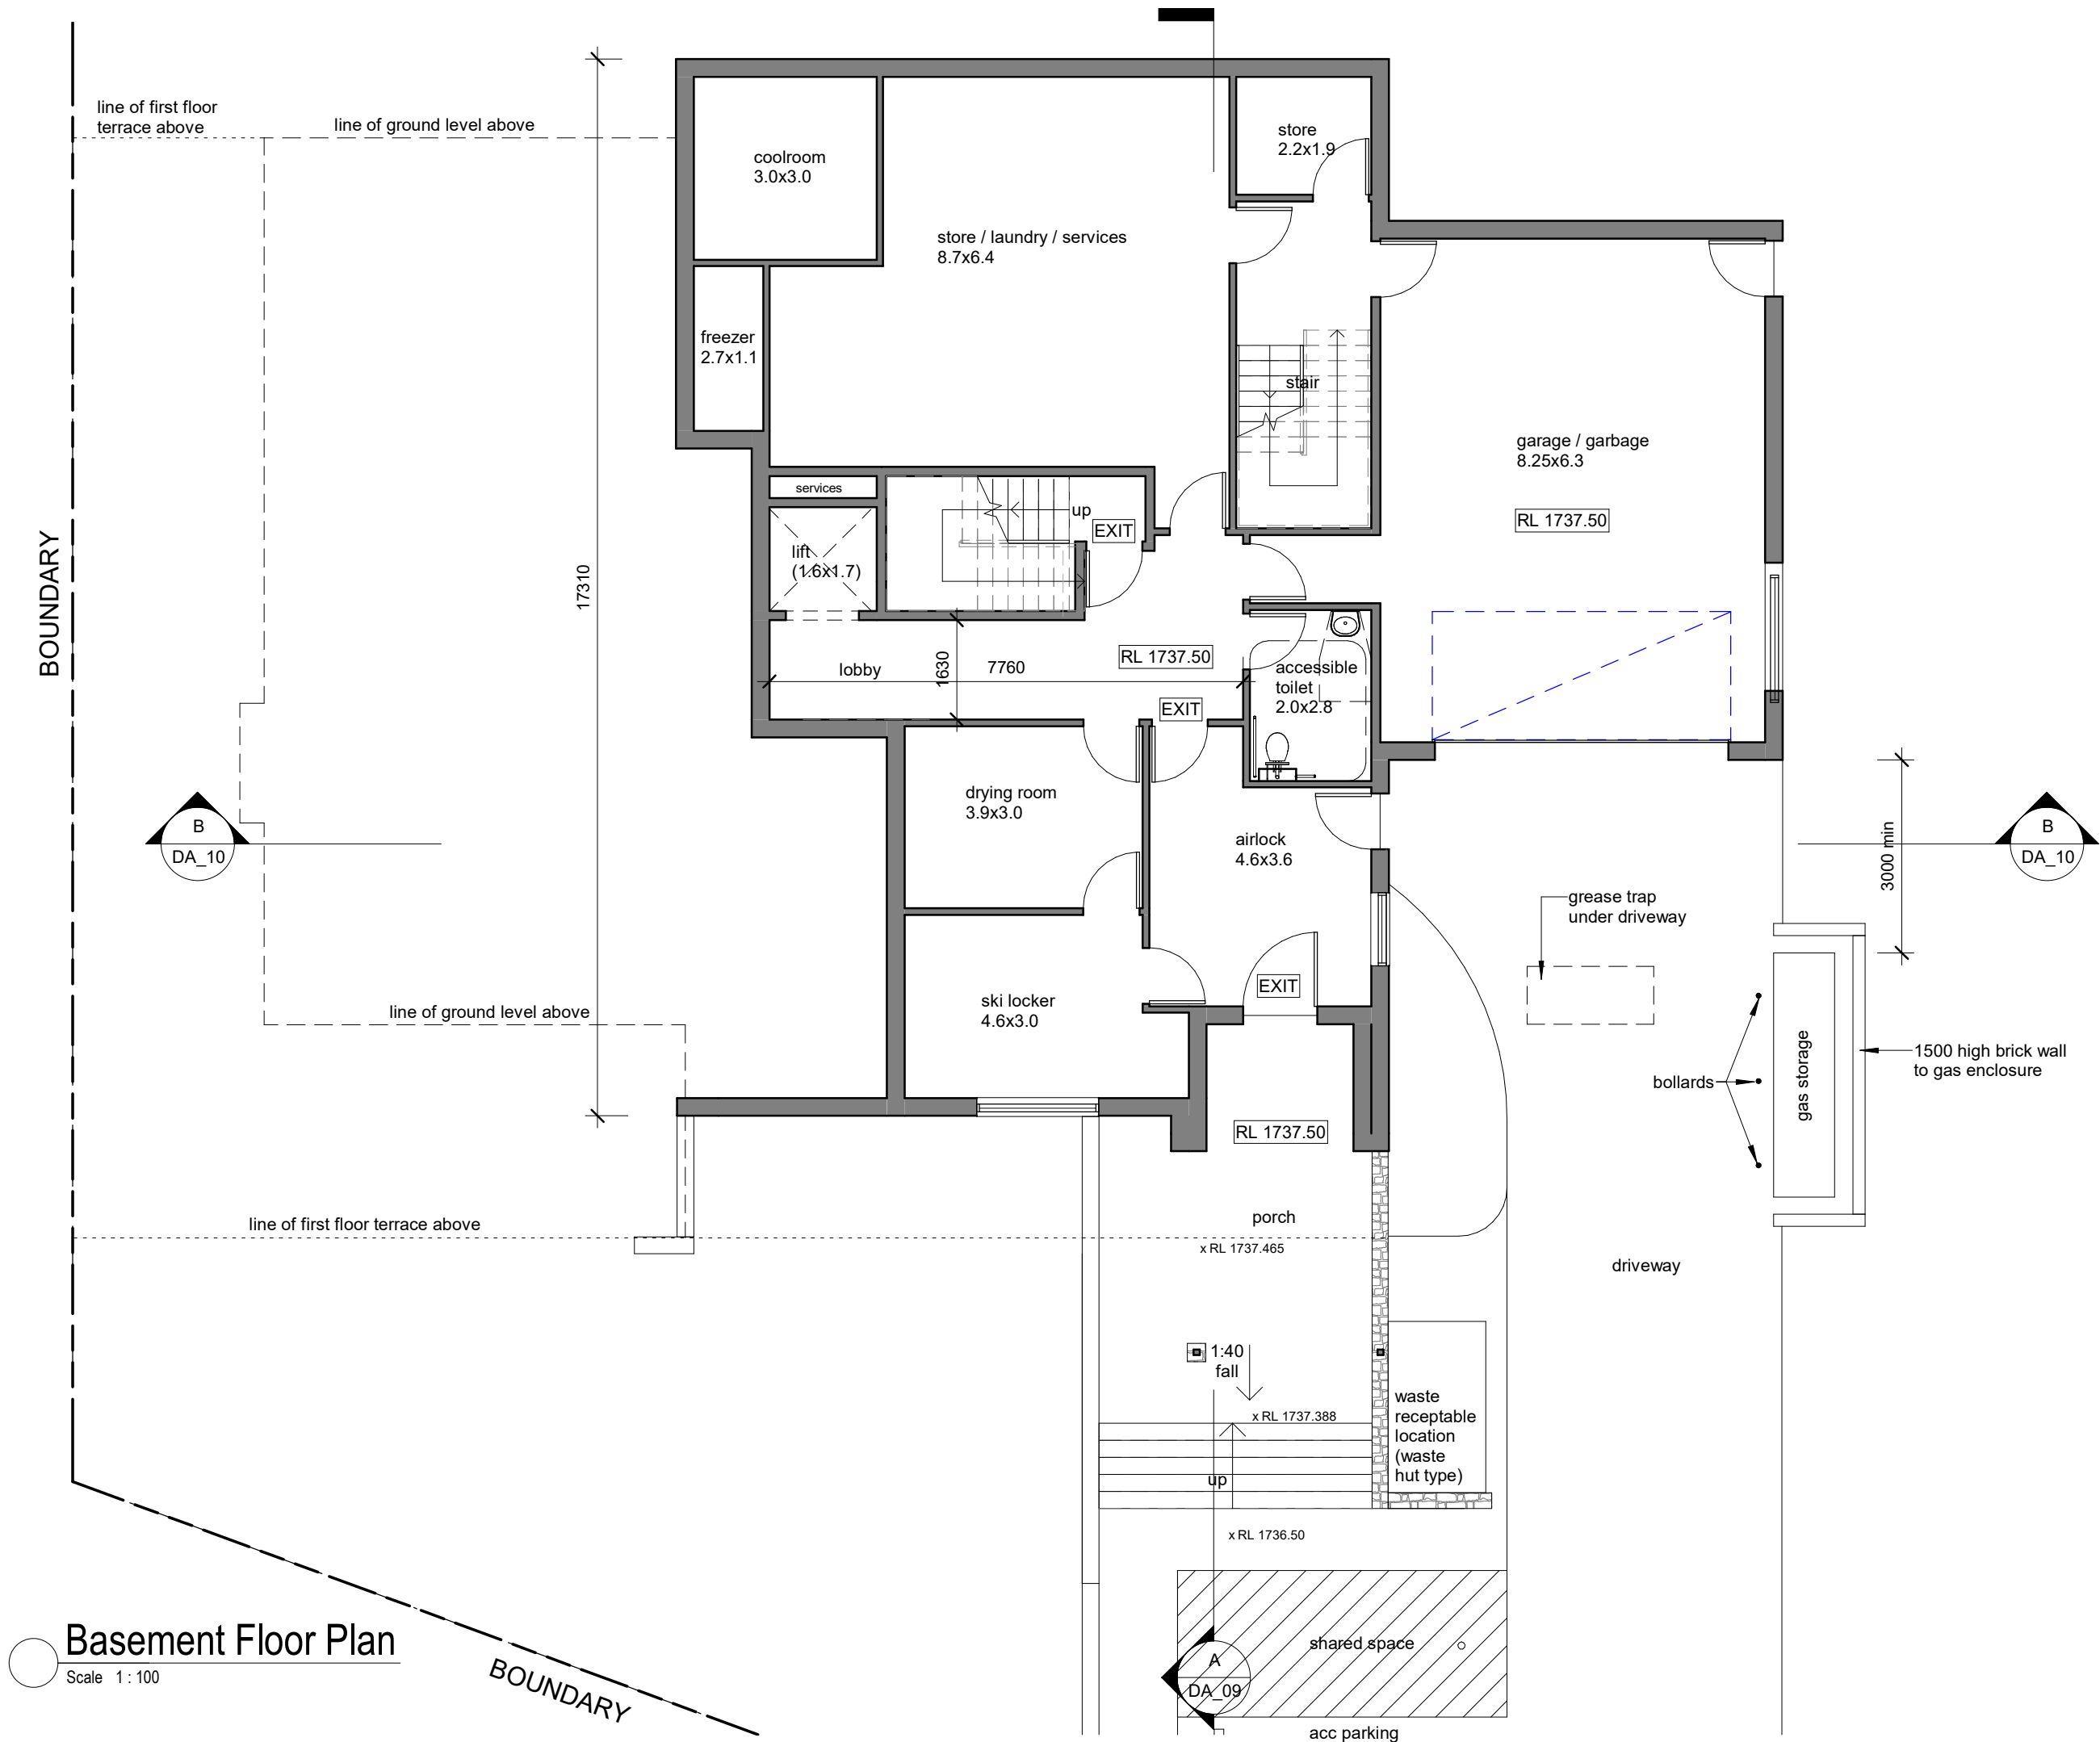 line of first floor
terrace above
line of ground level above
coolroom
3.0x3.0
store
2.2x1.9
store / laundry / services
8.7x6.4
freezer
2.7x1.1
stair
garage / garbage
8.25x6.3
RL 1737.50
services
up
EXIT
lift
(1.6x1.7)
BOUNDARY
17310
lobby
1630
7760
RL 1737.50
accessible
toilet
2.0x2.8
EXIT
drying room
3.9x3.0
airlock
4.6x3.6
B
DA_10
B
DA_10
3000 min
grease trap
under driveway
EXIT
ski locker
4.6x3.0
line of ground level above
bollards
gas storage
1500 high brick wall
to gas enclosure
RL 1737.50
line of first floor terrace above
porch
x RL 1737.465
driveway
1:40
fall
x RL 1737.388
waste
receptable
location
(waste
hut type)
up
x RL 1736.50
shared space
A
DA_09
acc parking
Basement Floor Plan
Scale 1 : 100
BOUNDARY